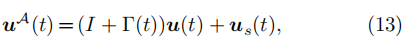 𝒖^𝒜(t) = (I + Γ(t))𝒖(t) + 𝒖_s(t), (13)